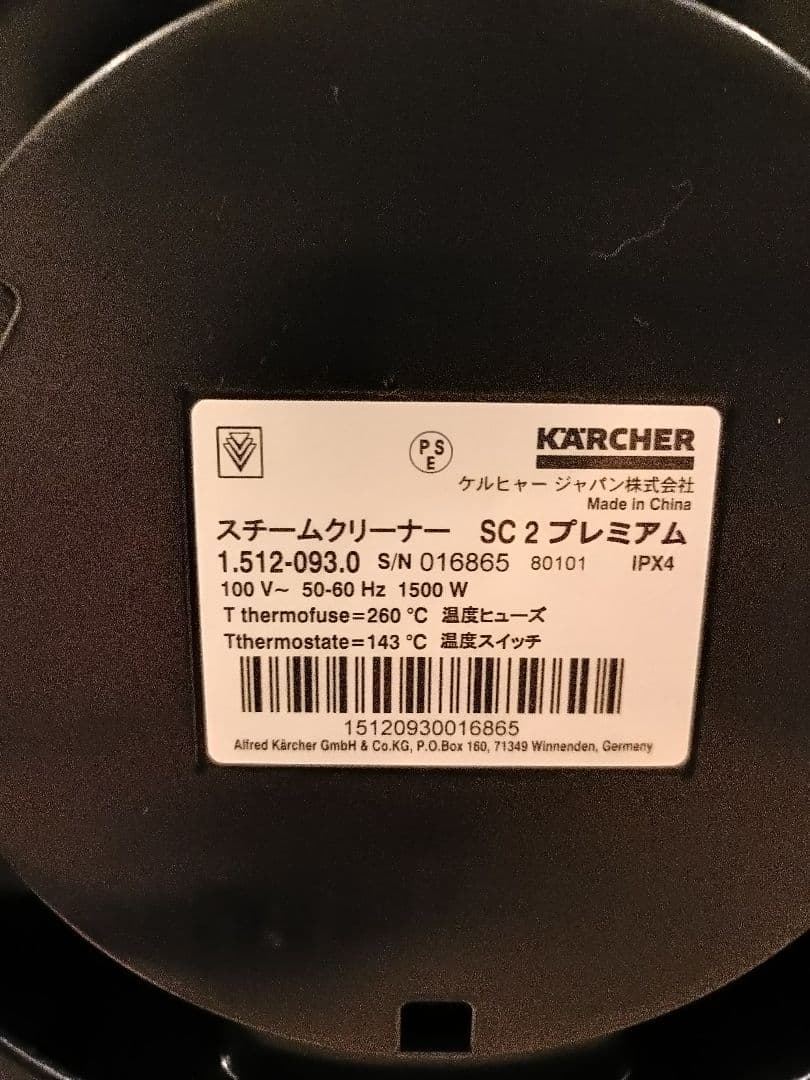 PS
E
KÄRCHER
ケルヒャー ジャパン株式会社
Made in China
スチームクリーナー SC 2 プレミアム
1.512-093.0 S/N 016865 80101 IPX4
100 V~ 50-60 Hz 1500 W
T thermofuse=260 °C 温度ヒューズ
Tthermostate=143 °C 温度スイッチ
15120930016865
Alfred Kärcher GmbH & Co.KG, P.O.Box 160, 71349 Winnenden, Germany